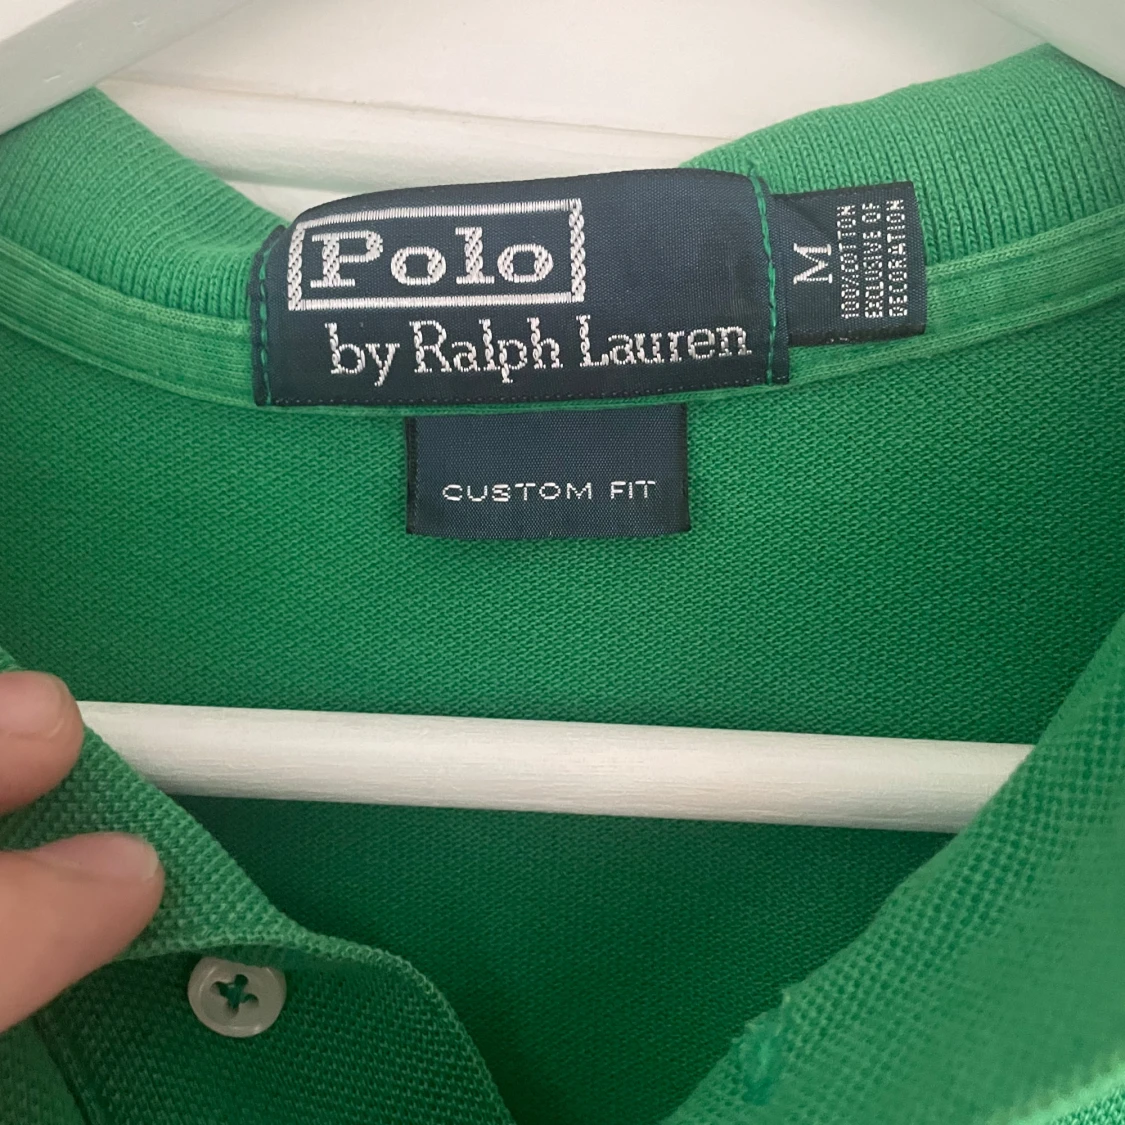 Polo
by Ralph Lauren
M
100% COTTON
EXCLUSIVE OF
DECORATION
CUSTOM FIT